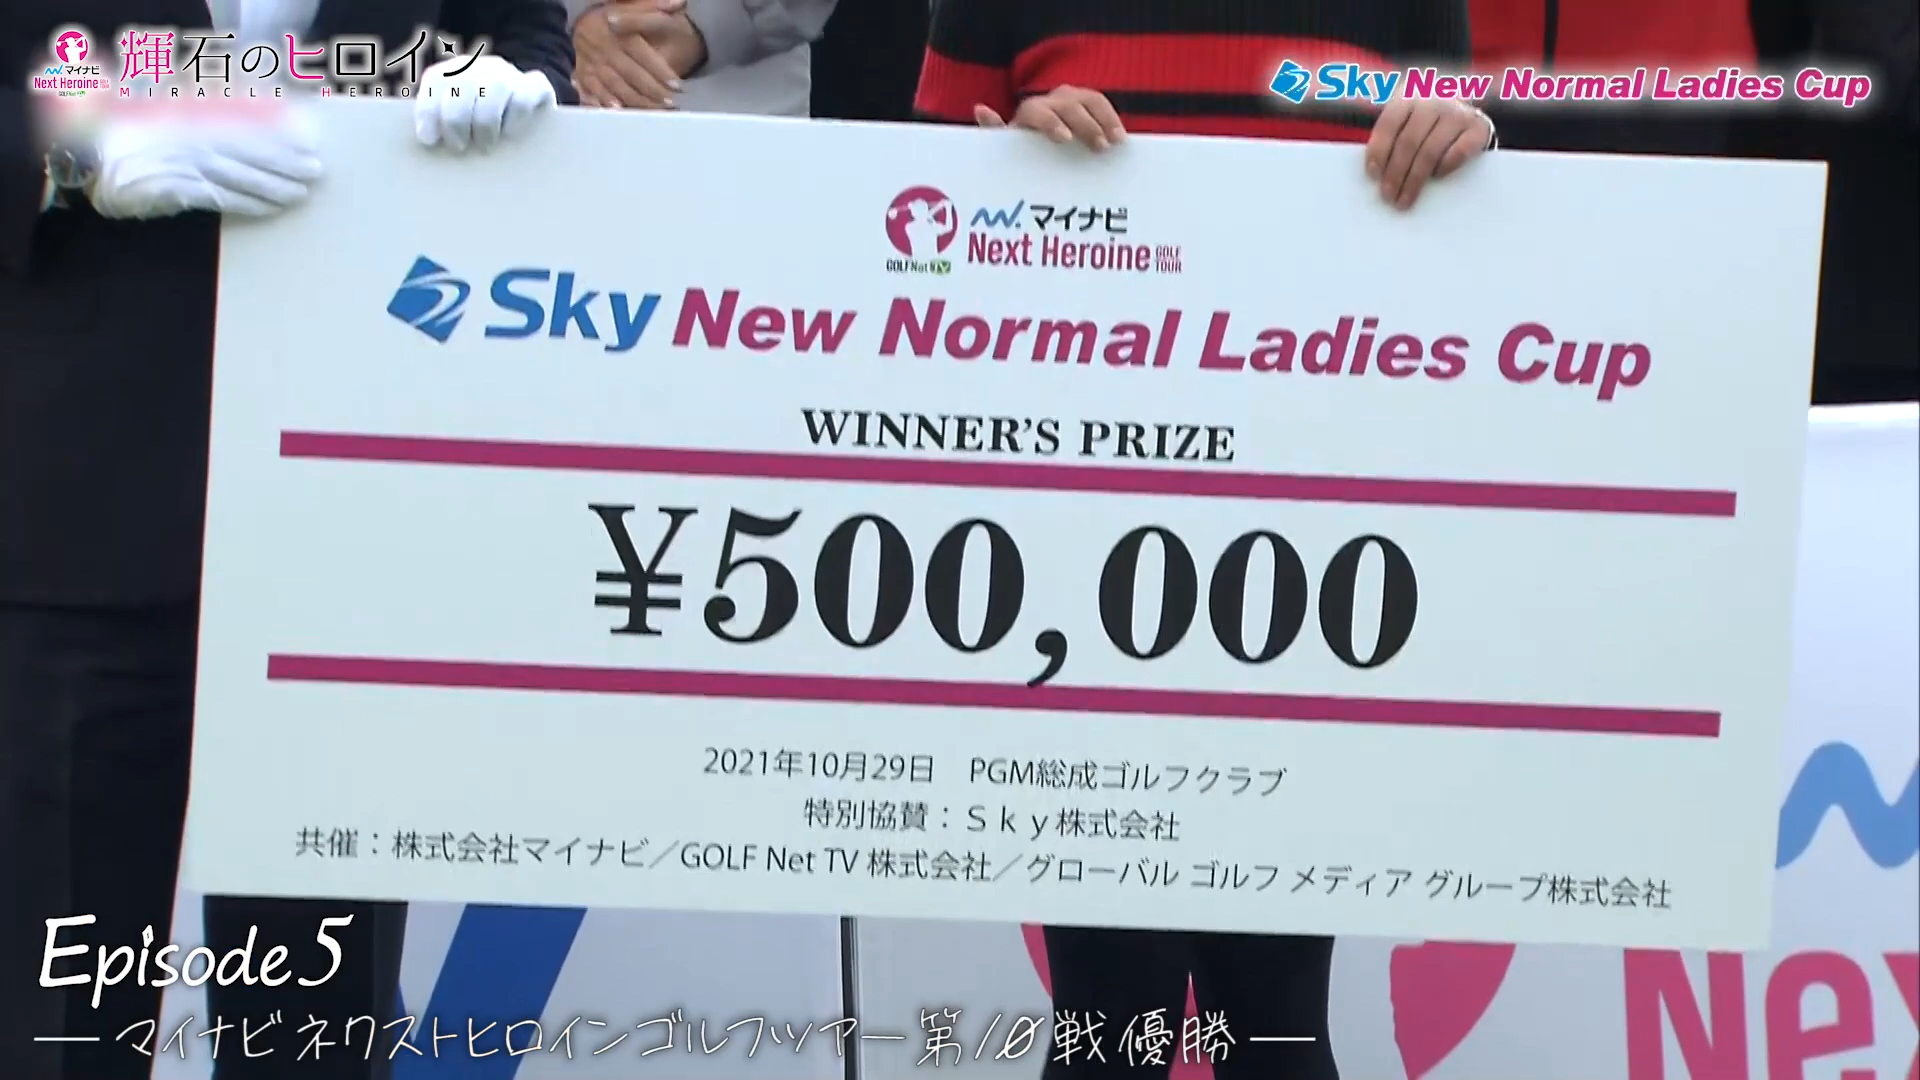 マイナビ
Next Heroine
輝石のヒロイン
MIRACLE HEROINE
Sky New Normal Ladies Cup
マイナビ
Next Heroine GOLF TOUR
GOLF Net TV
Sky New Normal Ladies Cup
WINNER'S PRIZE
¥500,000
2021年10月29日 PGM総成ゴルフクラブ
特別協賛：Sky株式会社
共催：株式会社マイナビ／GOLF Net TV 株式会社／グローバル ゴルフ メディア グループ株式会社
Nex
Episode5
—マイナビネクストヒロインゴルフツアー第10戦優勝—